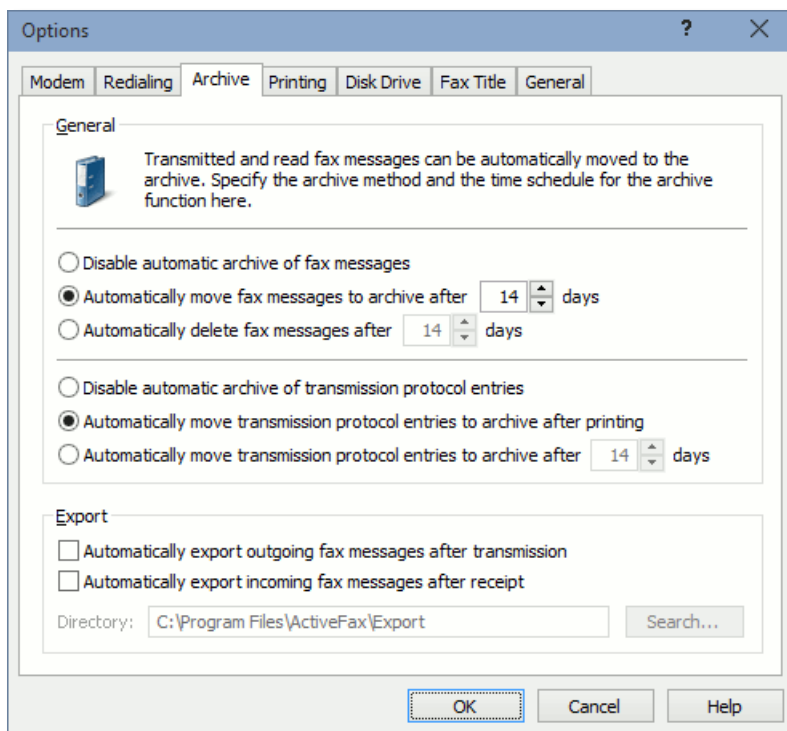 Options
?
Modem Redialing Archive Printing Disk Drive Fax Title General
General
Transmitted and read fax messages can be automatically moved to the
archive. Specify the archive method and the time schedule for the archive
function here.
Disable automatic archive of fax messages
Automatically move fax messages to archive after 14 days
Automatically delete fax messages after 14 days
Disable automatic archive of transmission protocol entries
Automatically move transmission protocol entries to archive after printing
Automatically move transmission protocol entries to archive after 14 days
Export
Automatically export outgoing fax messages after transmission
Automatically export incoming fax messages after receipt
Directory: C:\Program Files\ActiveFax\Export Search...
OK Cancel Help